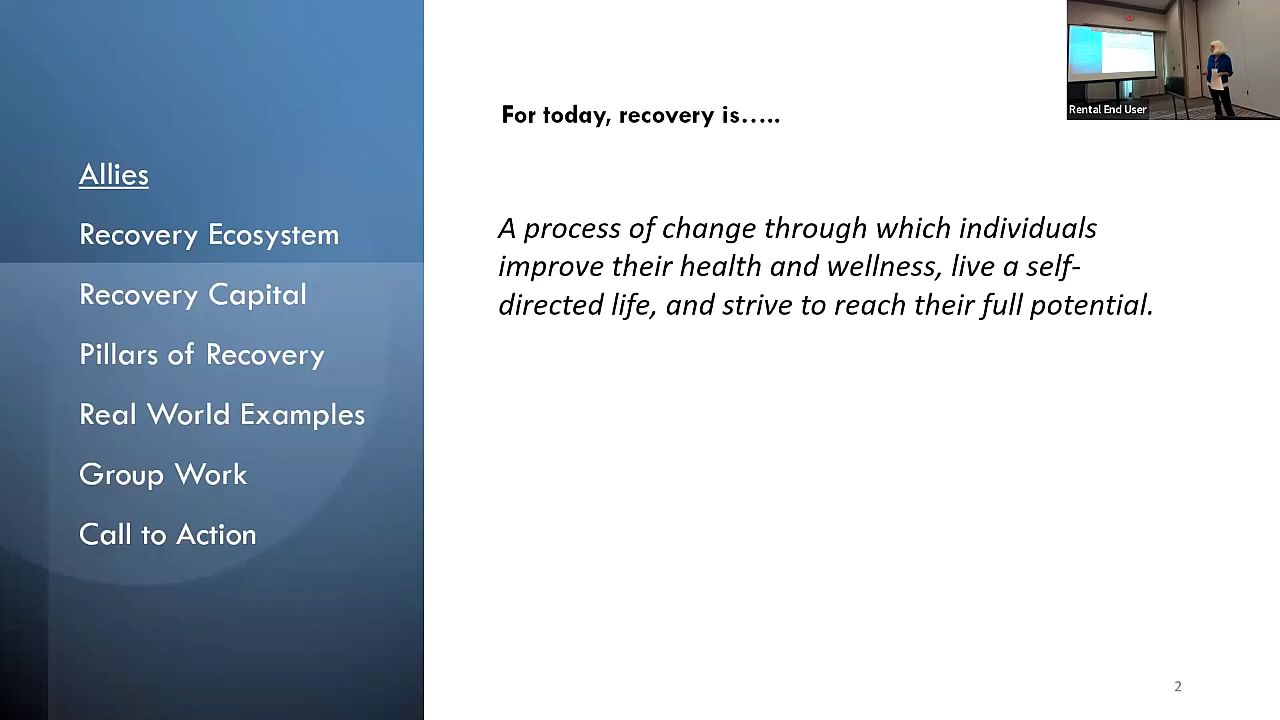 Allies
Recovery Ecosystem
Recovery Capital
Pillars of Recovery
Real World Examples
Group Work
Call to Action
For today, recovery is…..
A process of change through which individuals
improve their health and wellness, live a self-
directed life, and strive to reach their full potential.
Rental End User
2